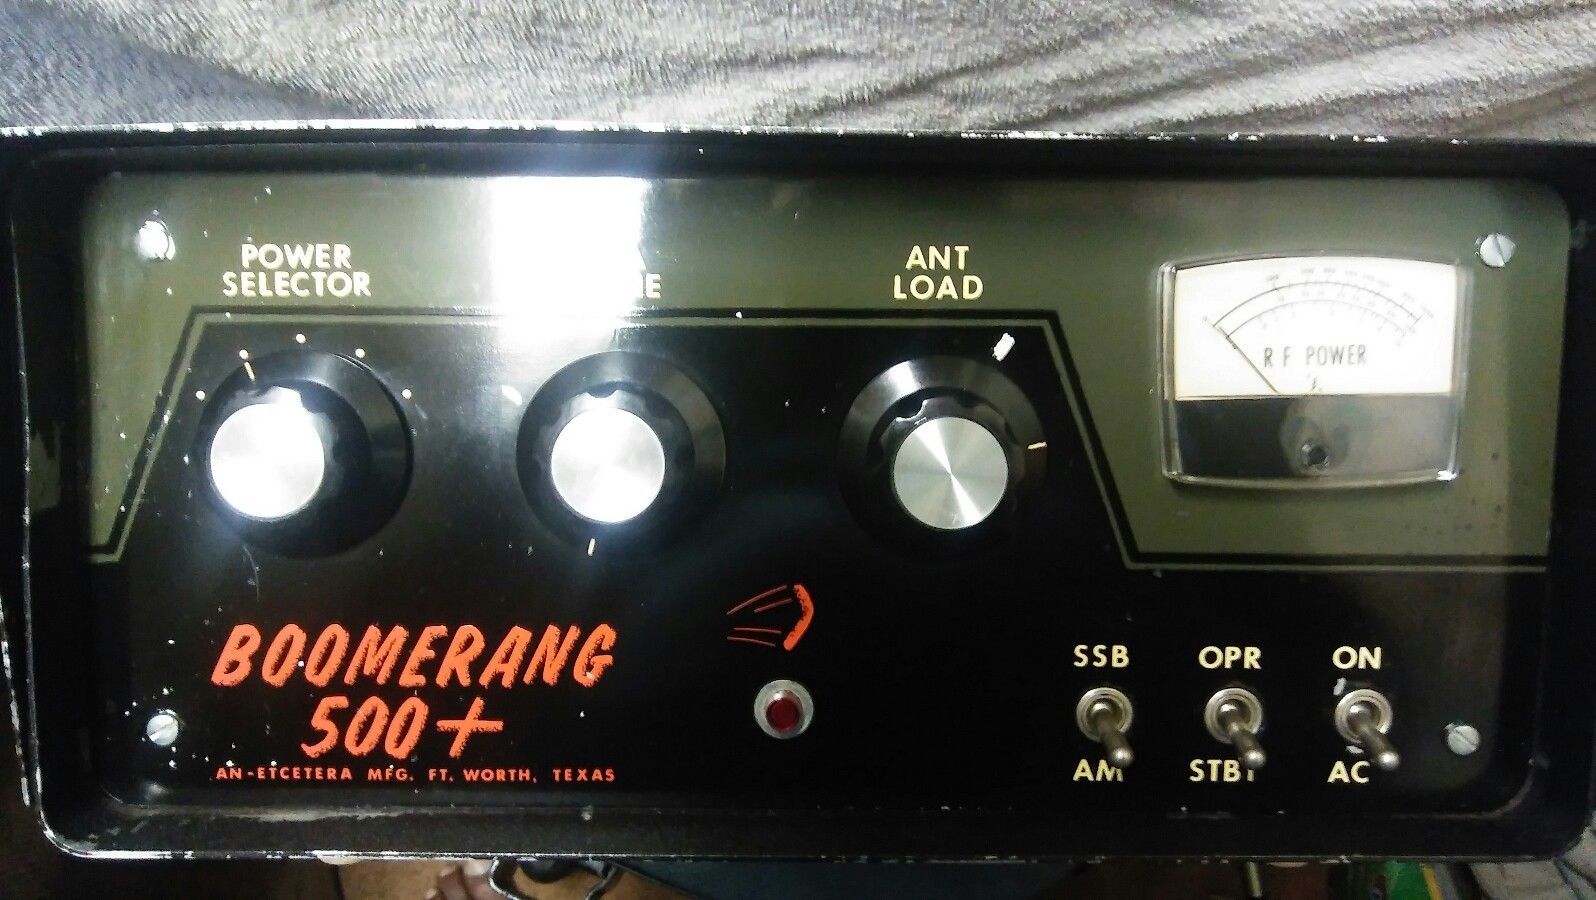 POWER
SELECTOR
ANT
LOAD
R F POWER
BOOMERANG
500+
AN-ETCETERA MFG. FT. WORTH, TEXAS
SSB OPR ON
AM STBY AC